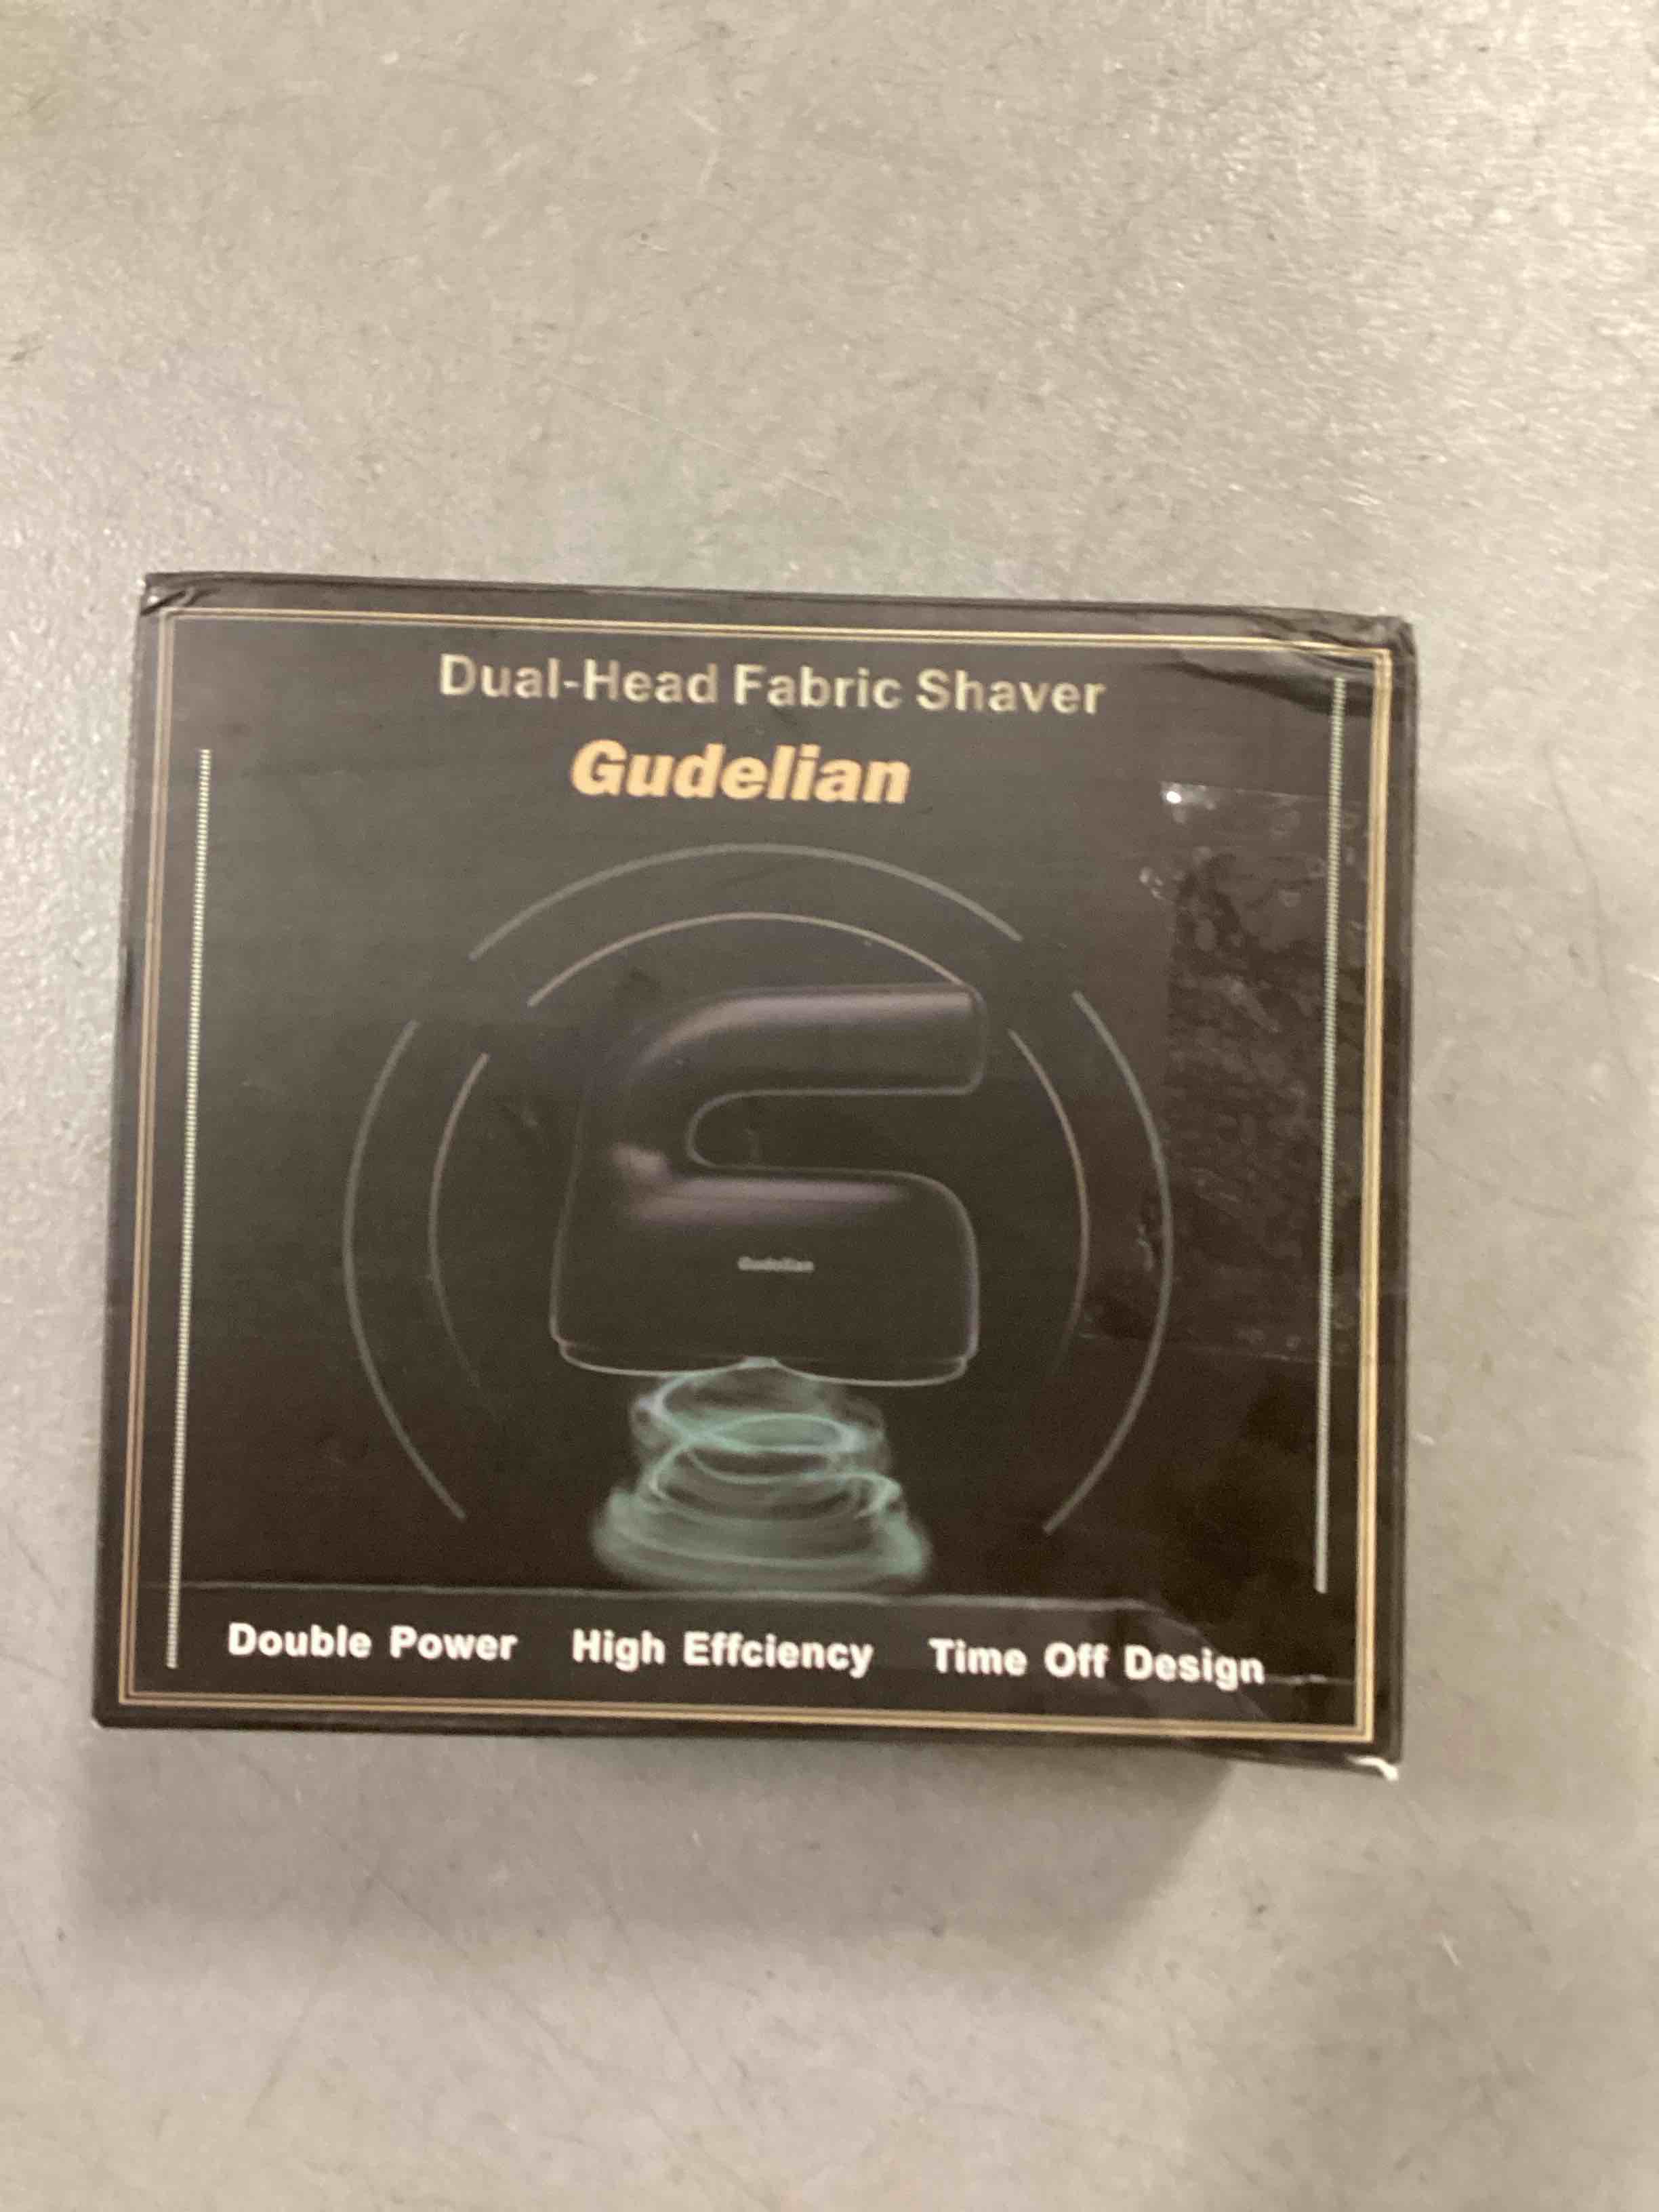 Dual-Head Fabric Shaver
Gudelian
Gudelian
Double Power High Effciency Time Off Design